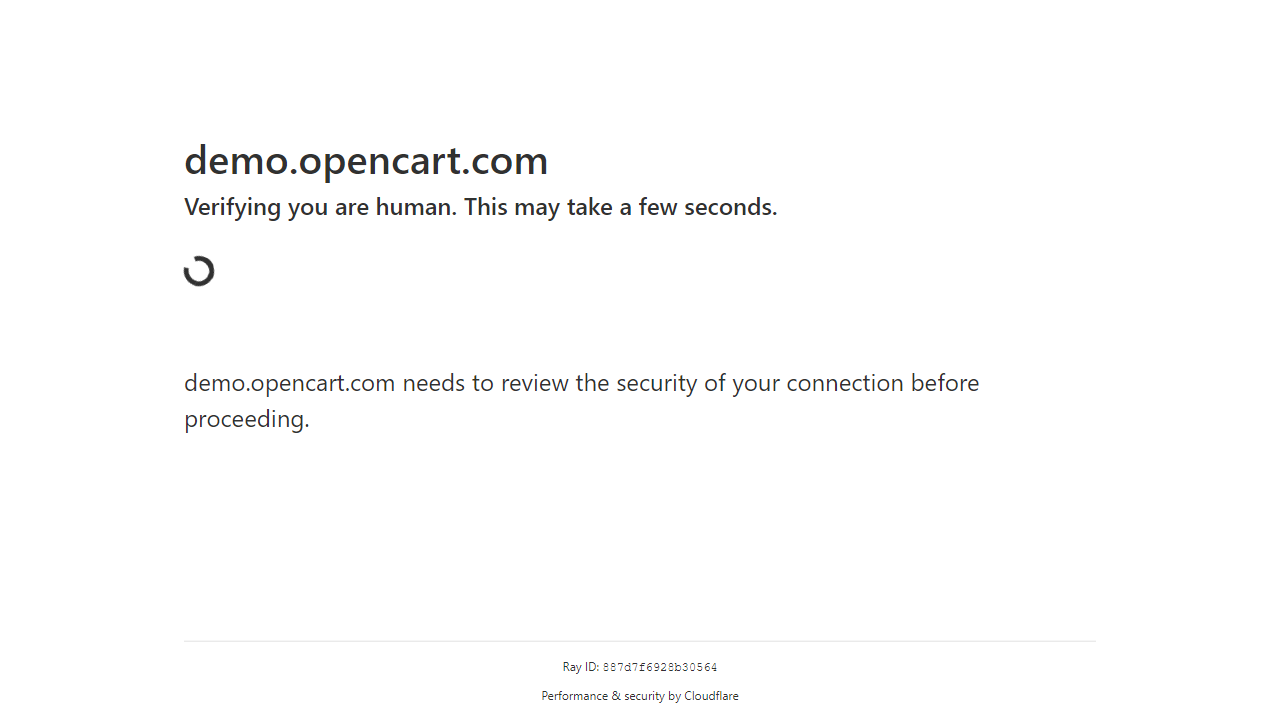 demo.opencart.com
Verifying you are human. This may take a few seconds.
demo.opencart.com needs to review the security of your connection before
proceeding.
Ray ID: 887d7f6928b30564
Performance & security by Cloudflare